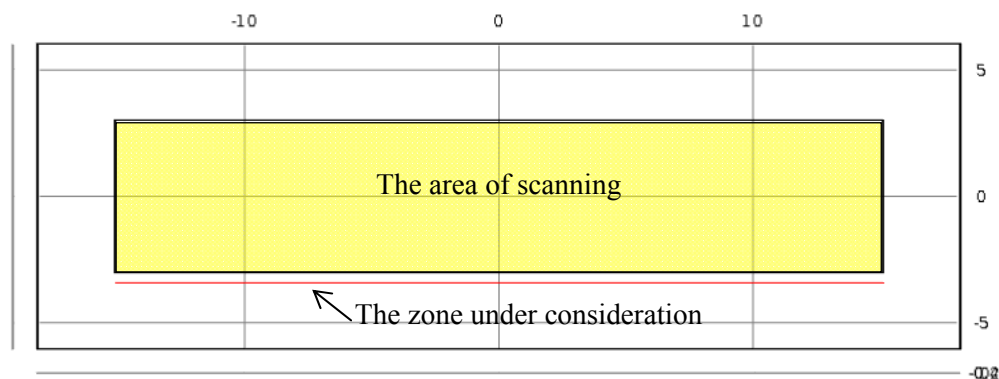 -10 0 10
5
The area of scanning
0
The zone under consideration
-5